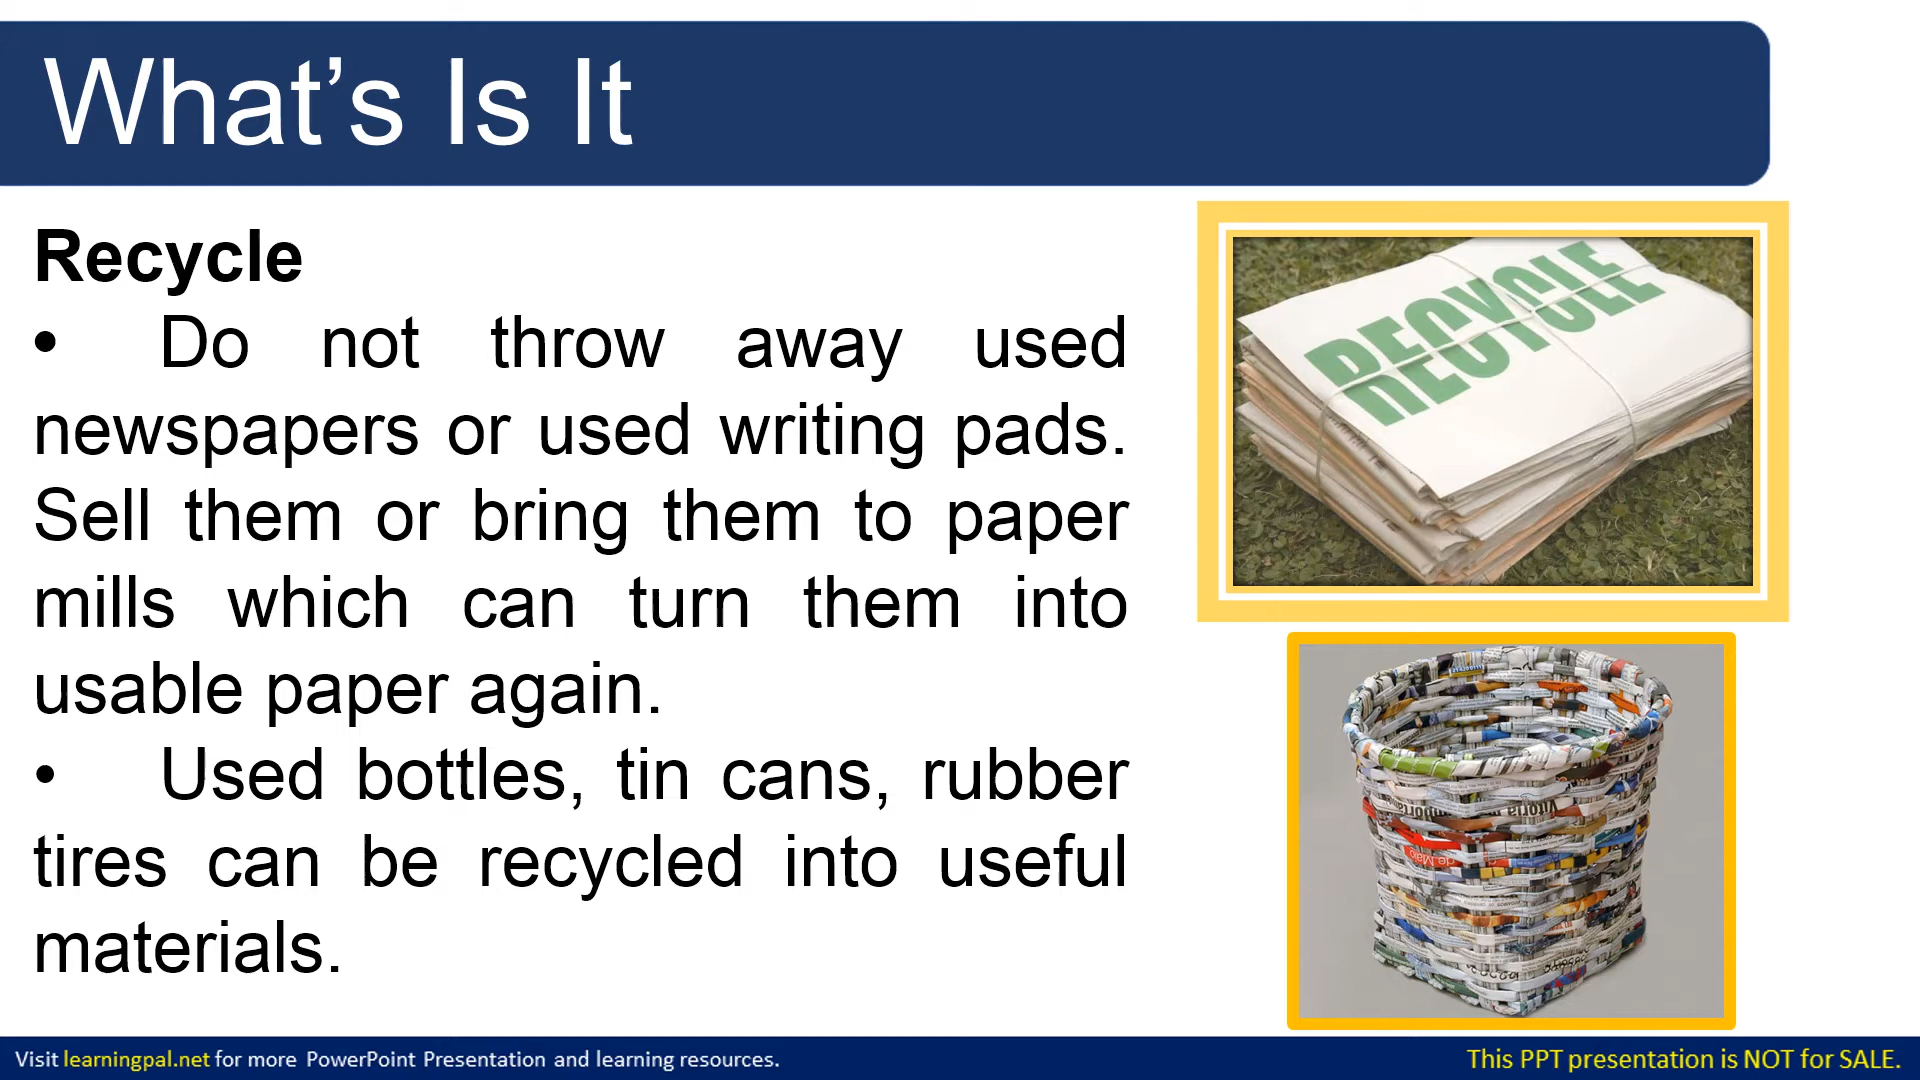 What’s Is It
Recycle
• Do not throw away used
newspapers or used writing pads.
Sell them or bring them to paper
mills which can turn them into
usable paper again.
• Used bottles, tin cans, rubber
tires can be recycled into useful
materials.
RECYCLE
Vitoria
de Maio
Visit learningpal.net for more PowerPoint Presentation and learning resources.
This PPT presentation is NOT for SALE.